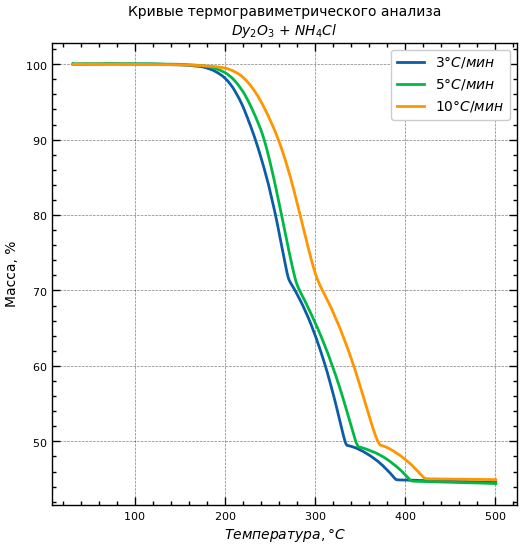 Кривые термогравиметрического анализа
Dy₂O₃ + NH₄Cl
3°C/мин
5°C/мин
10°C/мин
Масса, %
100
90
80
70
60
50
100 200 300 400 500
Температура, °C